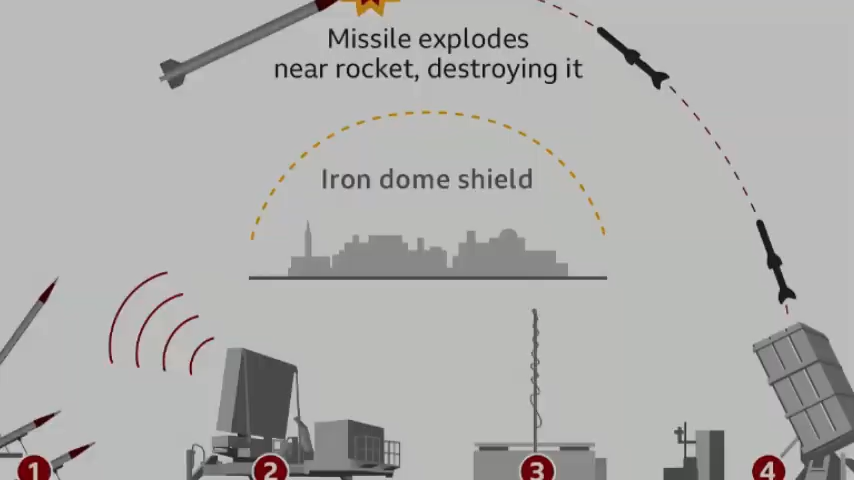 Missile explodes
near rocket, destroying it
Iron dome shield
1 2 3 4